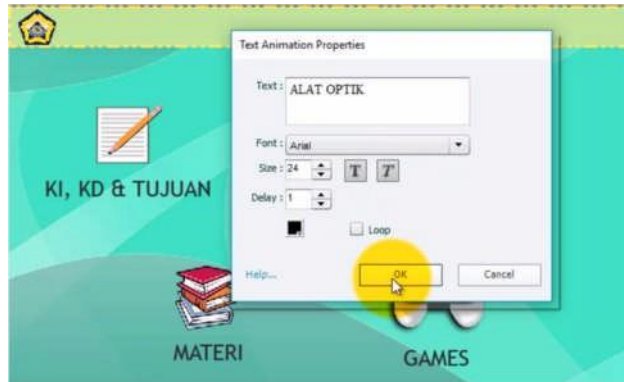 Text Animation Properties
Text : ALAT OPTIK
Font : Arial
Size : 24 T T
Delay : 1
Loop
KI, KD & TUJUAN
Help... OK Cancel
MATERI
GAMES